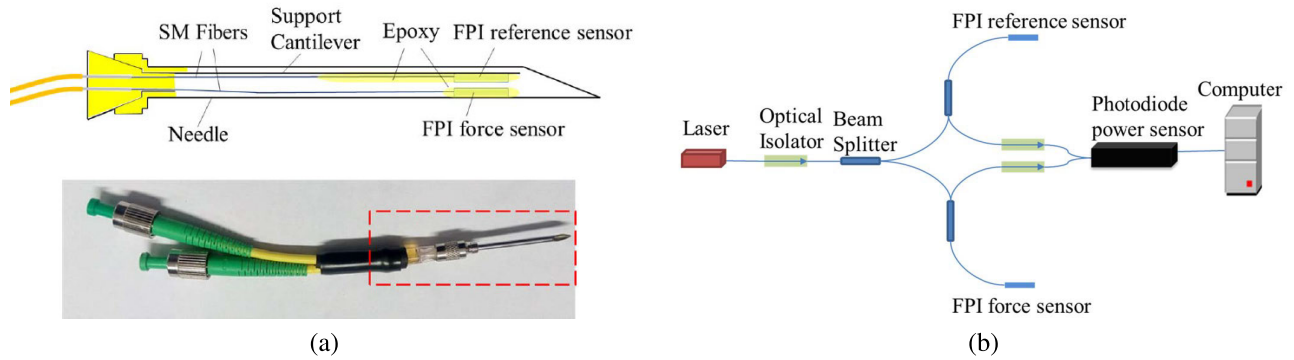 SM Fibers
Support
Cantilever
Epoxy
FPI reference sensor
Needle
FPI force sensor
(a)
FPI reference sensor
Laser
Optical
Isolator
Beam
Splitter
Photodiode
power sensor
Computer
FPI force sensor
(b)